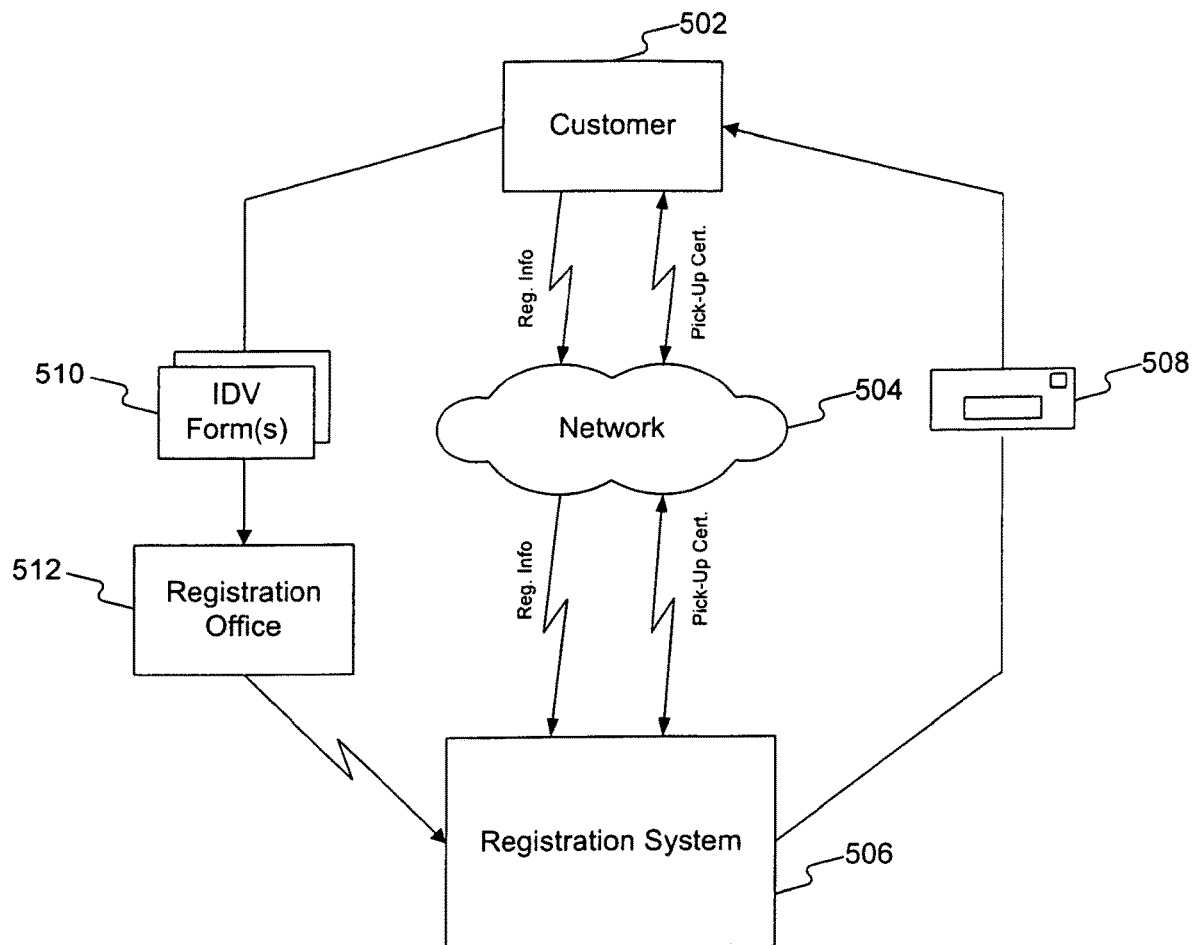 502
Customer
Reg. Info
Pick-Up Cert.
510
IDV
Form(s)
Network
504
508
512
Registration
Office
Reg. Info
Pick-Up Cert.
Registration System
506